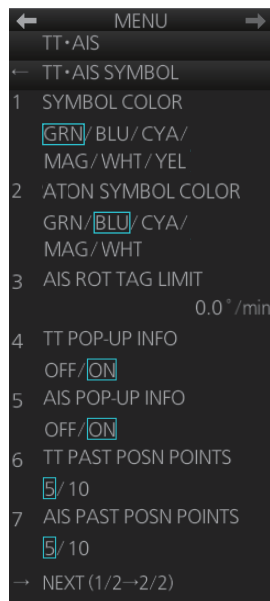 ← MENU →
TT•AIS
← TT•AIS SYMBOL
1 SYMBOL COLOR
GRN/BLU/CYA/
MAG/WHT/YEL
2 ATON SYMBOL COLOR
GRN/BLU/CYA/
MAG/WHT
3 AIS ROT TAG LIMIT
0.0°/min
4 TT POP-UP INFO
OFF/ON
5 AIS POP-UP INFO
OFF/ON
6 TT PAST POSN POINTS
5/10
7 AIS PAST POSN POINTS
5/10
→ NEXT (1/2→2/2)